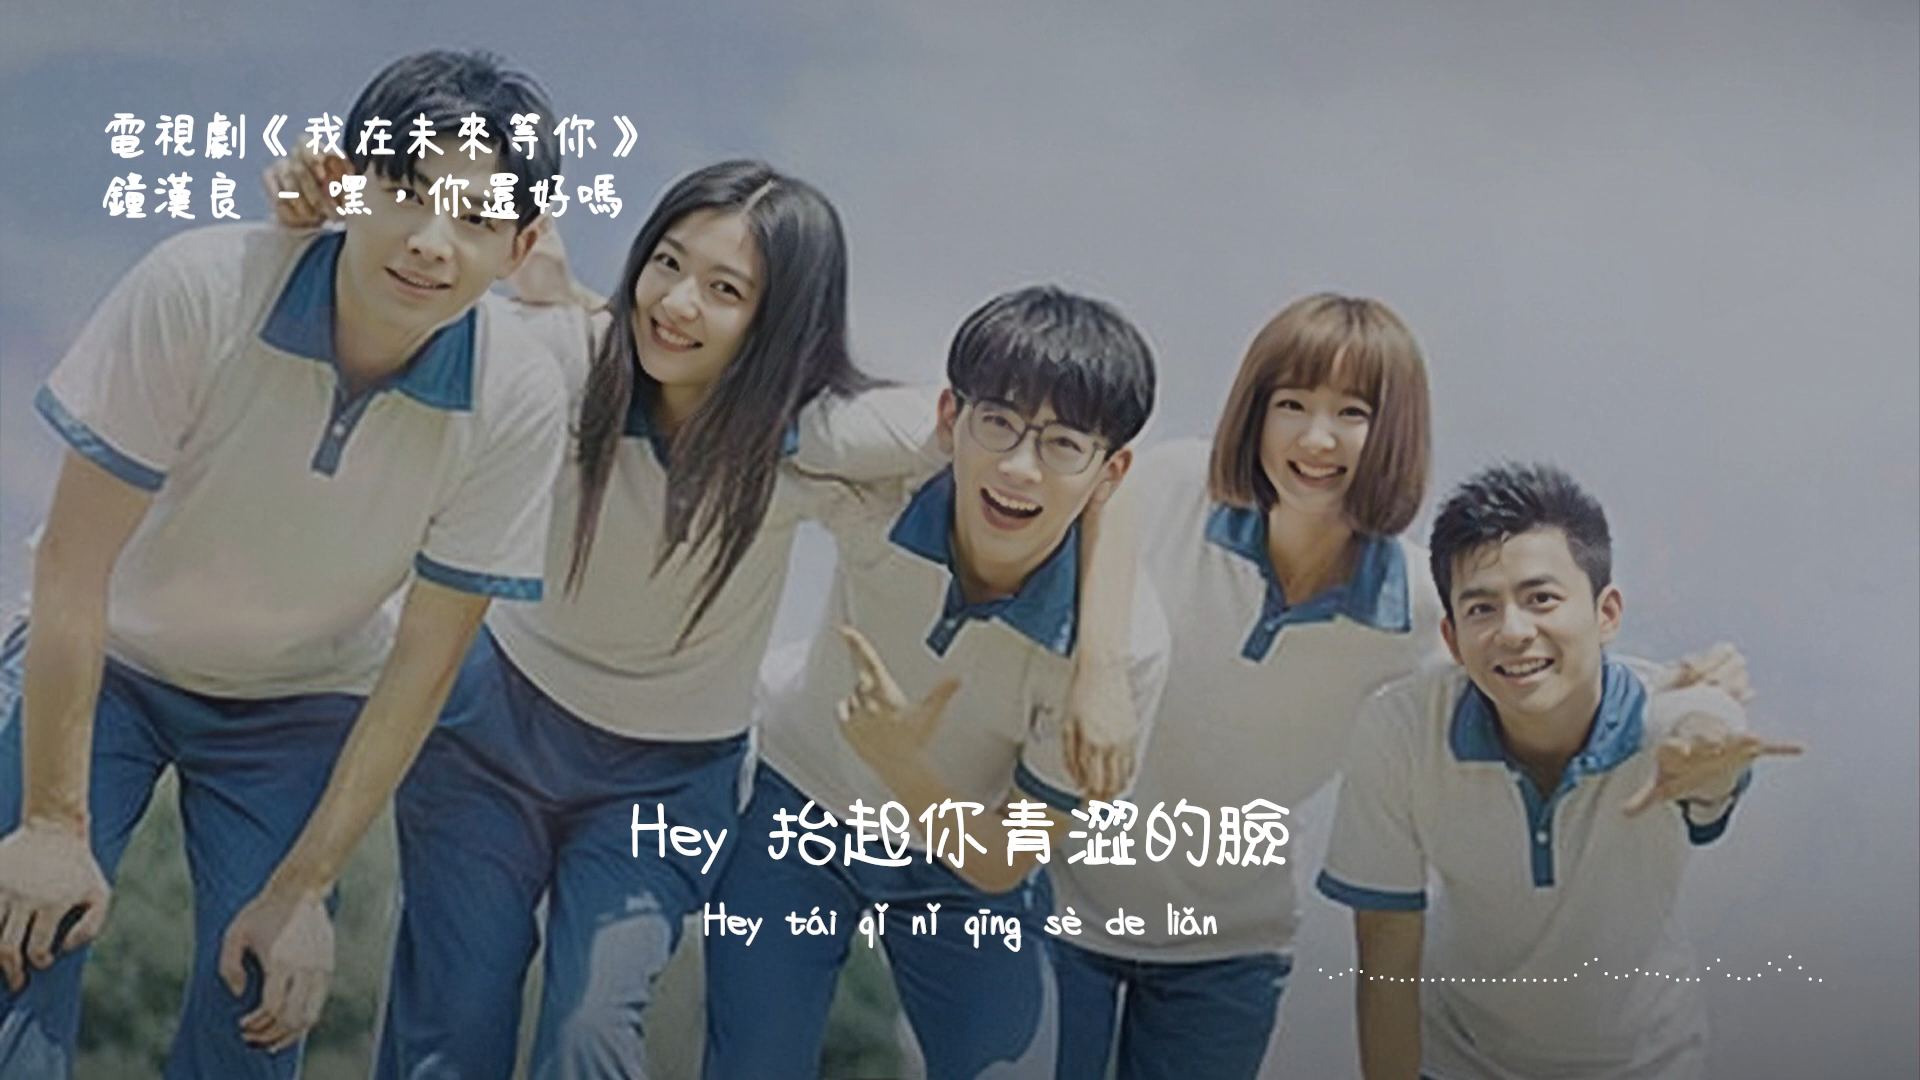 電視劇《我在未來等你》
鐘漢良 - 嘿，你還好嗎
Hey 抬起你青澀的臉
Hey tái qǐ nǐ qīng sè de liǎn